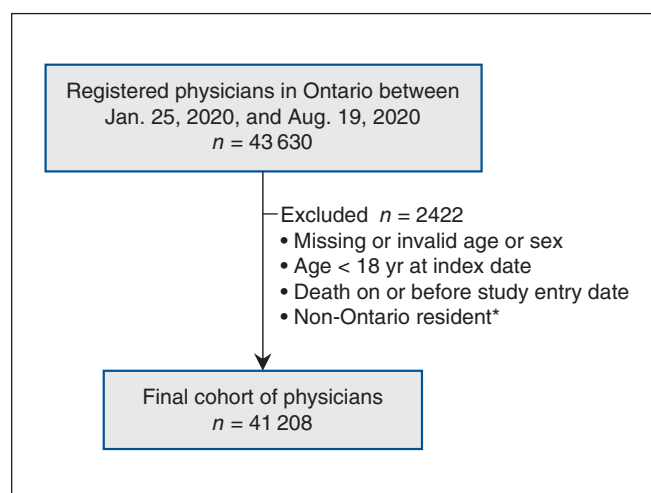 Registered physicians in Ontario between
Jan. 25, 2020, and Aug. 19, 2020
n = 43 630
Excluded n = 2422
• Missing or invalid age or sex
• Age < 18 yr at index date
• Death on or before study entry date
• Non-Ontario resident*
Final cohort of physicians
n = 41 208